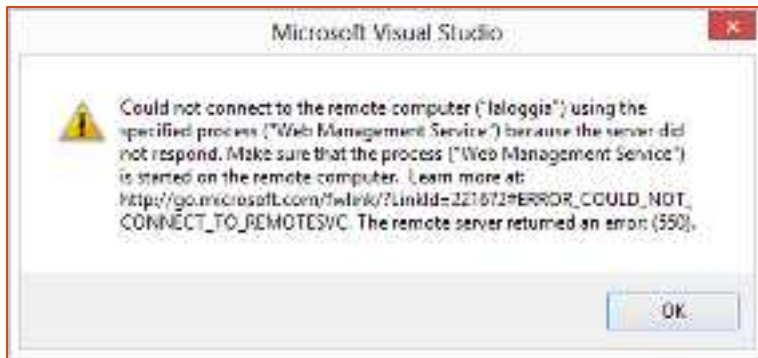 Microsoft Visual Studio
Could not connect to the remote computer ("laloggia") using the
specified process ("Web Management Service") because the server did
not respond. Make sure that the process ("Web Management Service")
is started on the remote computer.  Learn more at:
http://go.microsoft.com/fwlink/?LinkId=221672#ERROR_COULD_NOT_
CONNECT_TO_REMOTESVC. The remote server returned an error: (550).
OK